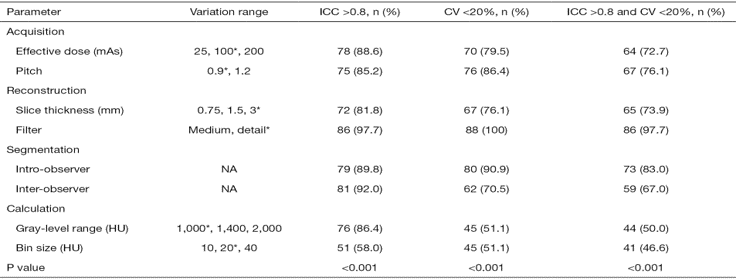 Parameter Variation range ICC >0.8, n (%) CV <20%, n (%) ICC >0.8 and CV <20%, n (%)
Acquisition
Effective dose (mAs) 25, 100*, 200 78 (88.6) 70 (79.5) 64 (72.7)
Pitch 0.9*, 1.2 75 (85.2) 76 (86.4) 67 (76.1)
Reconstruction
Slice thickness (mm) 0.75, 1.5, 3* 72 (81.8) 67 (76.1) 65 (73.9)
Filter Medium, detail* 86 (97.7) 88 (100) 86 (97.7)
Segmentation
Intro-observer NA 79 (89.8) 80 (90.9) 73 (83.0)
Inter-observer NA 81 (92.0) 62 (70.5) 59 (67.0)
Calculation
Gray-level range (HU) 1,000*, 1,400, 2,000 76 (86.4) 45 (51.1) 44 (50.0)
Bin size (HU) 10, 20*, 40 51 (58.0) 45 (51.1) 41 (46.6)
P value <0.001 <0.001 <0.001